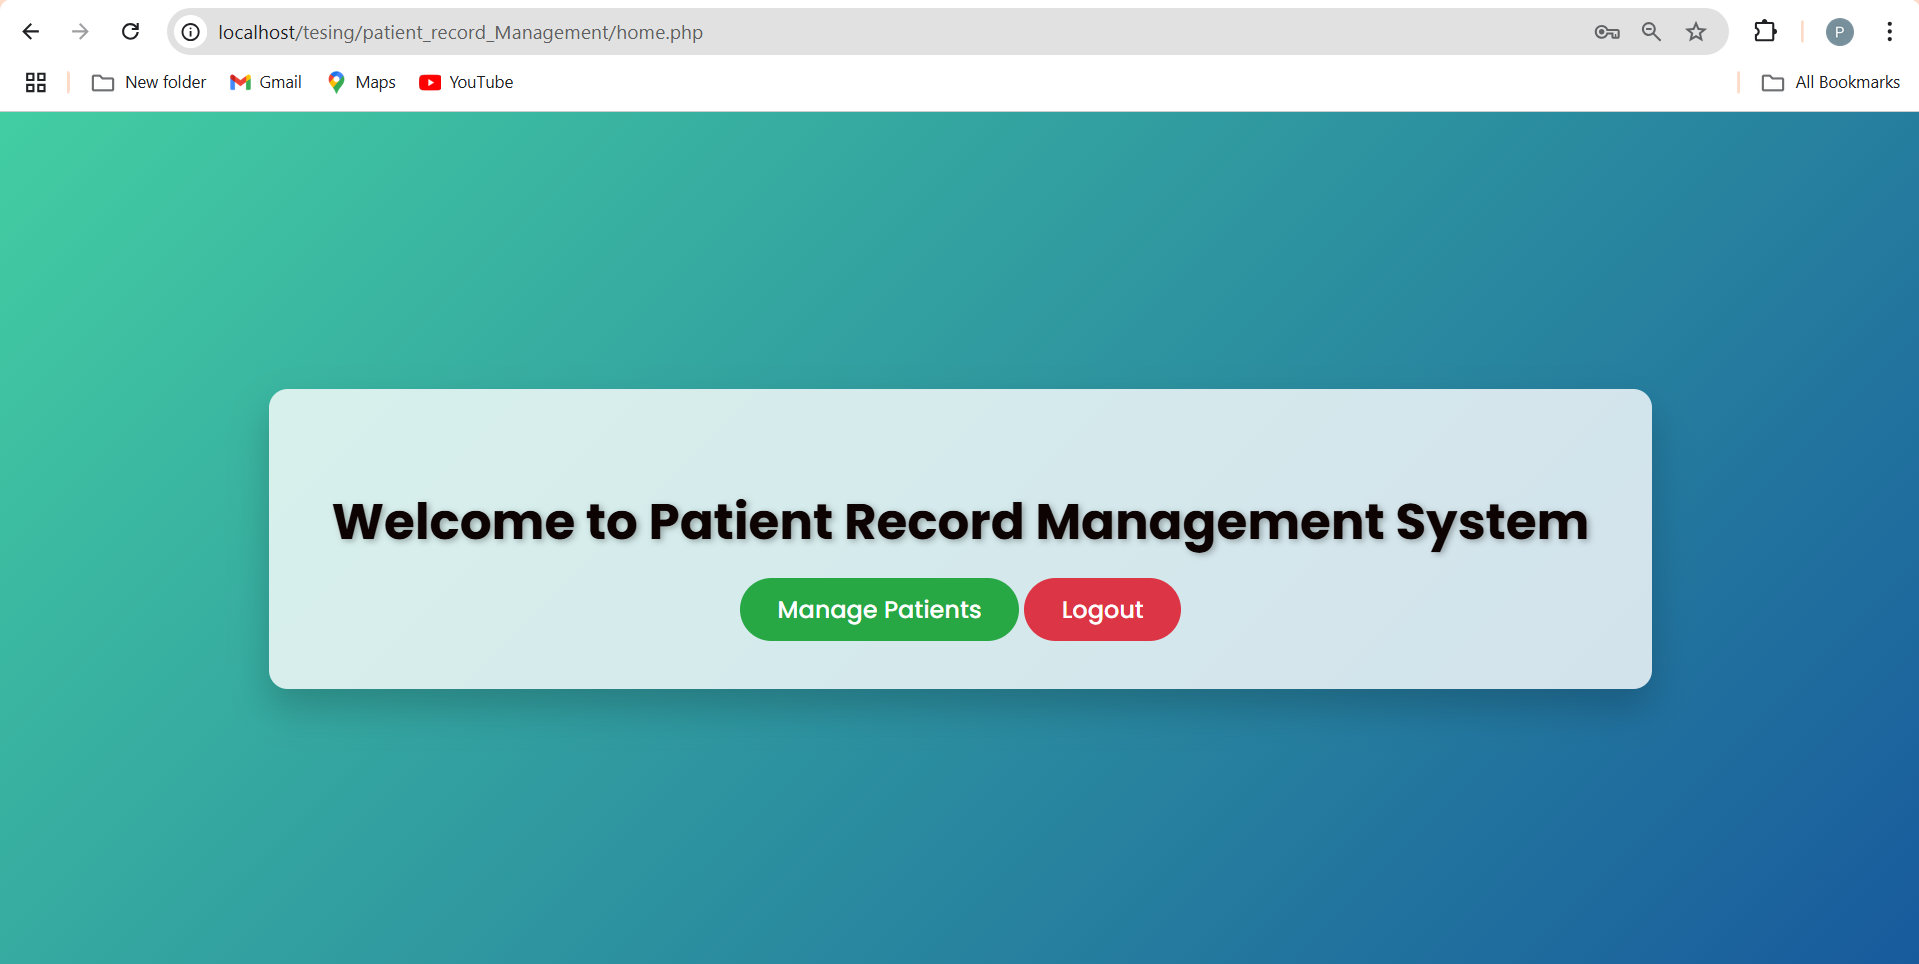 localhost/tesing/patient_record_Management/home.php
P
New folder Gmail Maps YouTube All Bookmarks
Welcome to Patient Record Management System
Manage Patients Logout